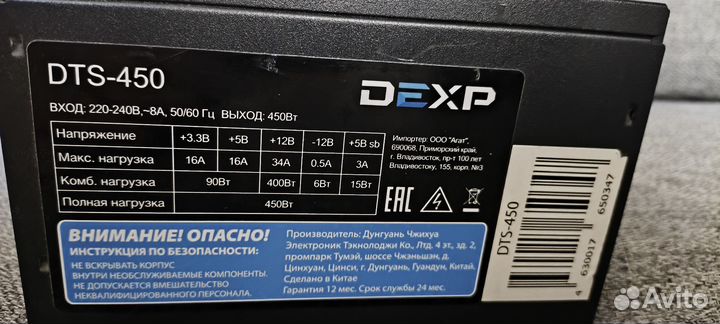 DTS-450
DEXP
ВХОД: 220-240В,~8А, 50/60 Гц ВЫХОД: 450Вт
Напряжение +3.3В +5В +12В -12В +5В sb
Макс. нагрузка 16А 16А 34А 0.5А 3А
Комб. нагрузка 90Вт 400Вт 6Вт 15Вт
Полная нагрузка 450Вт
Импортер: ООО "Агат",
690068, Приморский край,
г. Владивосток, пр-т 100 лет
Владивостоку, 155, корп. №3
EAC
ВНИМАНИЕ! ОПАСНО!
ИНСТРУКЦИЯ ПО БЕЗОПАСНОСТИ:
НЕ ВСКРЫВАТЬ КОРПУС
ВНУТРИ НЕОБСЛУЖИВАЕМЫЕ КОМПОНЕНТЫ.
НЕ ДОПУСКАЕТСЯ ВМЕШАТЕЛЬСТВО
НЕКВАЛИФИЦИРОВАННОГО ПЕРСОНАЛА.
Производитель: Дунгуань Чжихуа
Электроник Тэкнолоджи Ко., Лтд. 4 эт., зд. 2,
промпарк Тумэй, шоссе Чжэньшэн, д.
Цинхуан, Цинси, г. Дунгуань, Гуандун, Китай.
Сделано в Китае
Гарантия 12 мес. Срок службы 24 мес.
DTS-450
4 630017 650347
Avito